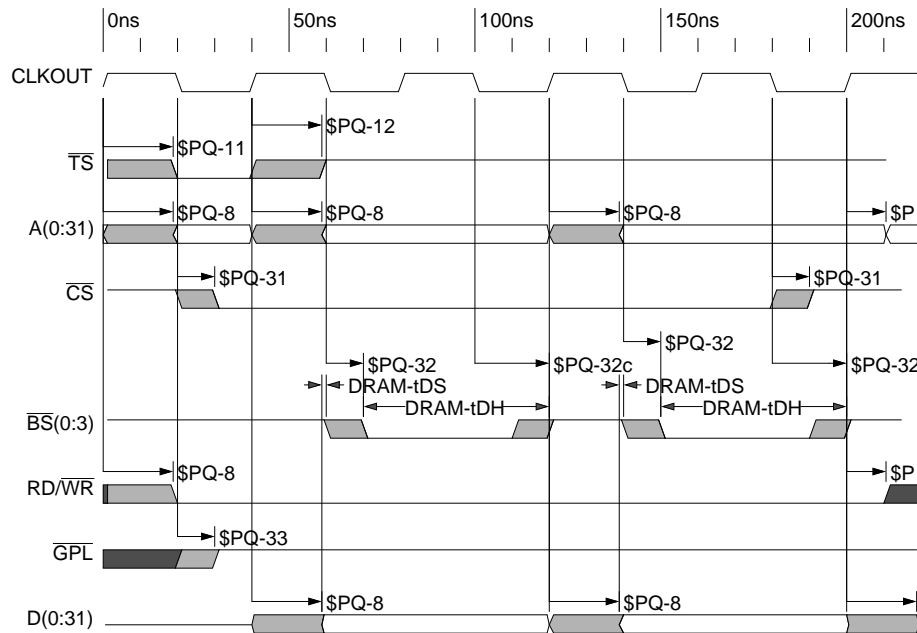 0ns 50ns 100ns 150ns 200ns
CLKOUT
$PQ-12
$PQ-11
TS
$PQ-8 $PQ-8 $PQ-8 $P
A(0:31)
$PQ-31 $PQ-31
CS
$PQ-32
$PQ-32 $PQ-32c $PQ-32
DRAM-tDS DRAM-tDS
DRAM-tDH DRAM-tDH
BS(0:3)
$PQ-8 $P
RD/WR
$PQ-33
GPL
$PQ-8 $PQ-8
D(0:31)